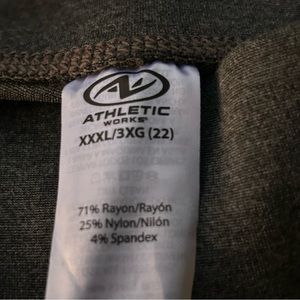 ATHLETIC
WORKS®
XXXL/3XG (22)
71% Rayon/Rayón
25% Nylon/Nilón
4% Spandex